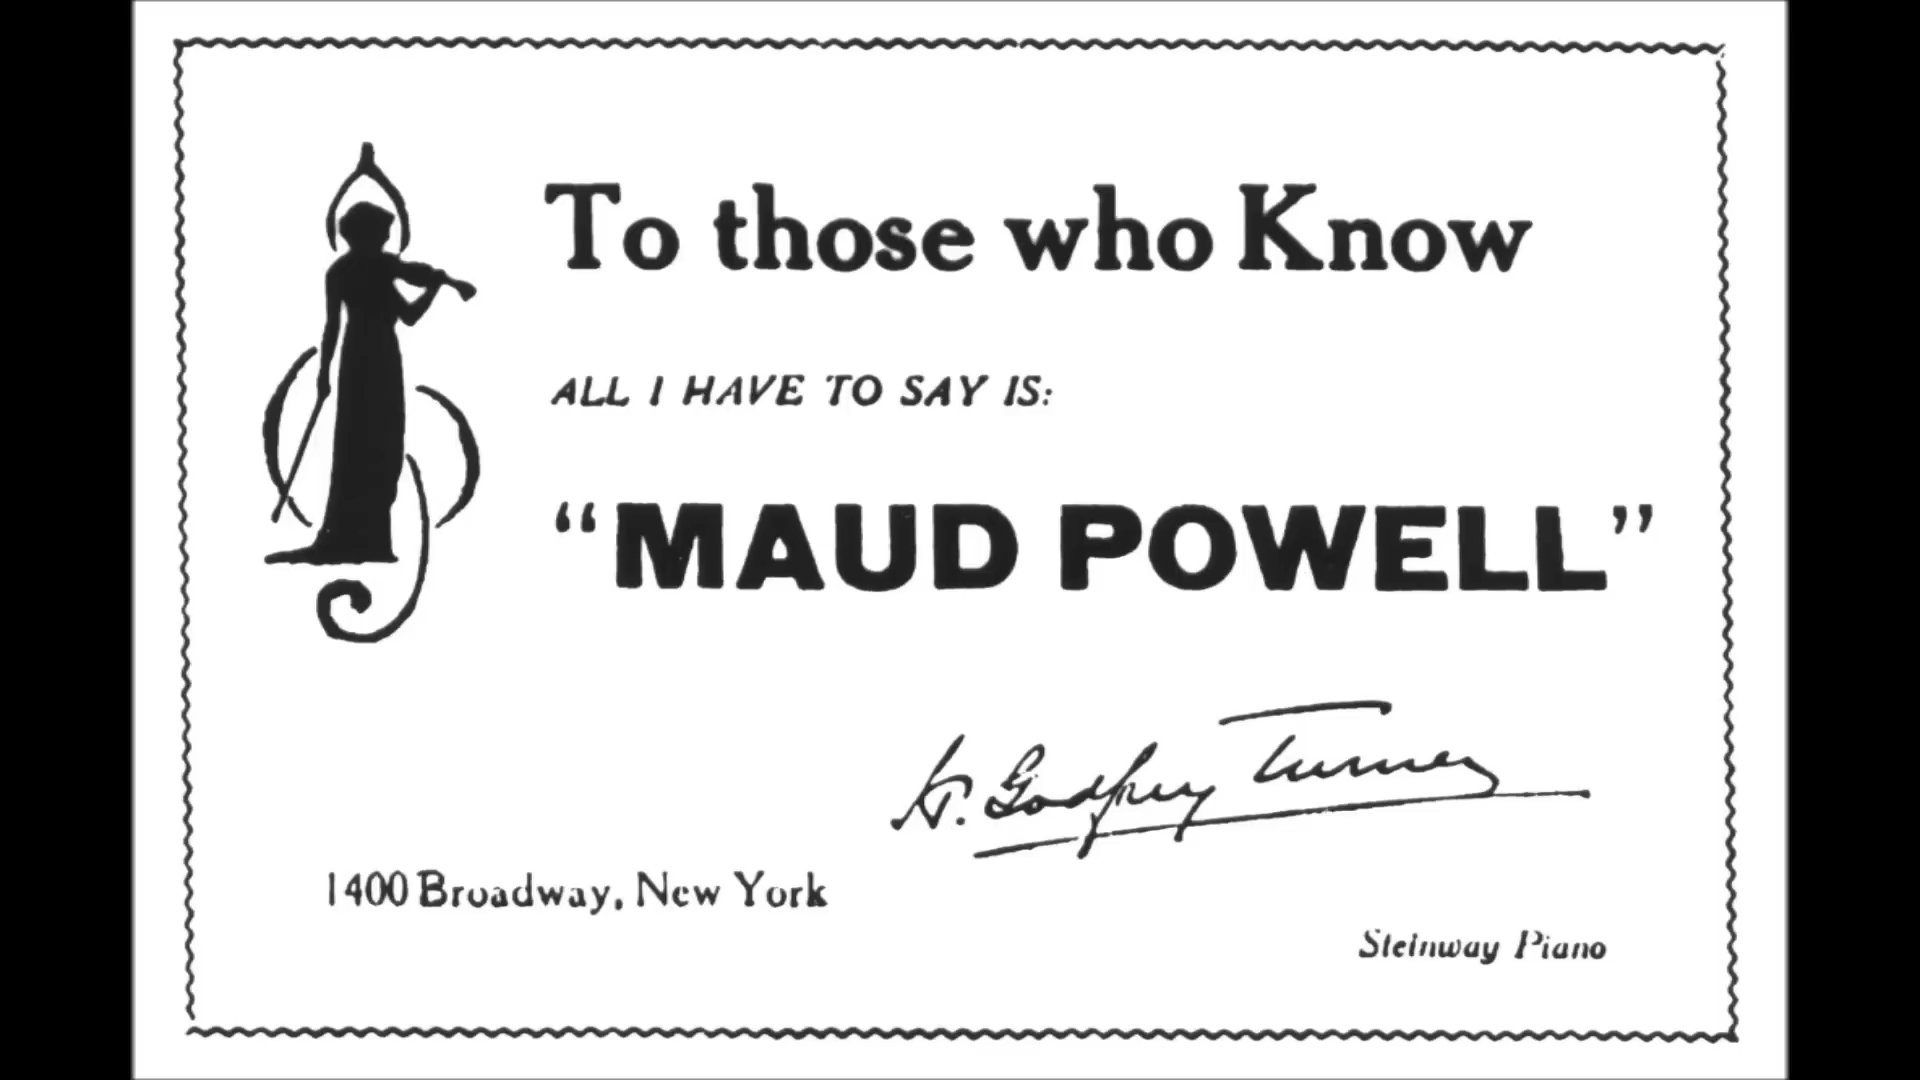 To those who Know
ALL I HAVE TO SAY IS:
"MAUD POWELL"
H. Godfrey Turner
1400 Broadway, New York
Steinway Piano